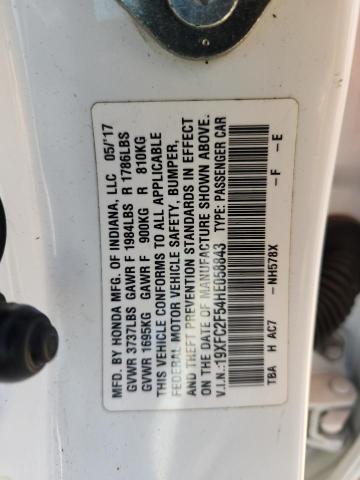 MFD. BY HONDA MFG. OF INDIANA, LLC 05/'17
GVWR 3737LBS GAWR F 1984LBS R 1786LBS
GVWR 1695KG GAWR F 900KG R 810KG
THIS VEHICLE CONFORMS TO ALL APPLICABLE
FEDERAL MOTOR VEHICLE SAFETY, BUMPER,
AND THEFT PREVENTION STANDARDS IN EFFECT
ON THE DATE OF MANUFACTURE SHOWN ABOVE.
V.I.N.: 19XFC2F54HE058843 TYPE: PASSENGER CAR
TBA H AC7 -NH578X -F -E